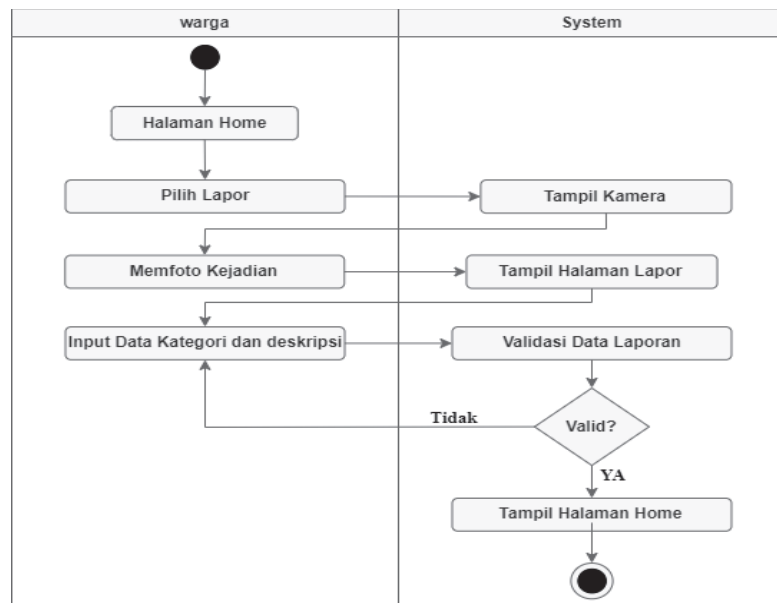 warga
System
Halaman Home
Pilih Lapor
Tampil Kamera
Memfoto Kejadian
Tampil Halaman Lapor
Input Data Kategori dan deskripsi
Validasi Data Laporan
Tidak
Valid?
YA
Tampil Halaman Home